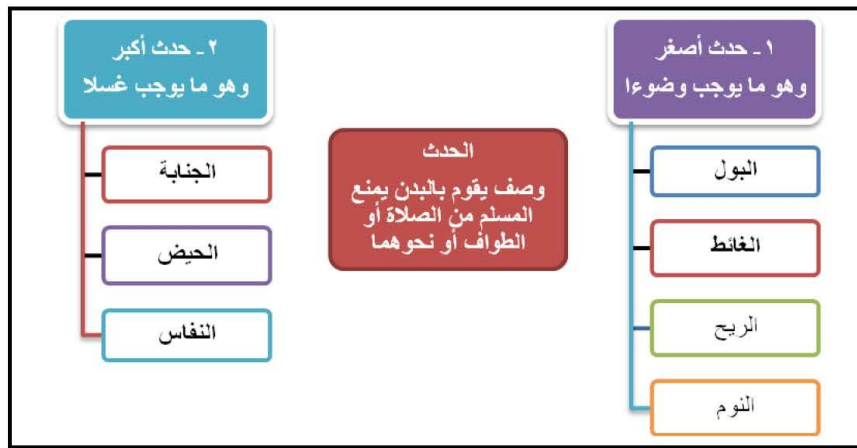 ١ ـ حدث أصغر
وهو ما يوجب وضوءا
البول
الغائط
الريح
النوم
الحدث
وصف يقوم بالبدن يمنع
المسلم من الصلاة أو
الطواف أو نحوهما
٢ ـ حدث أكبر
وهو ما يوجب غسلا
الجنابة
الحيض
النفاس